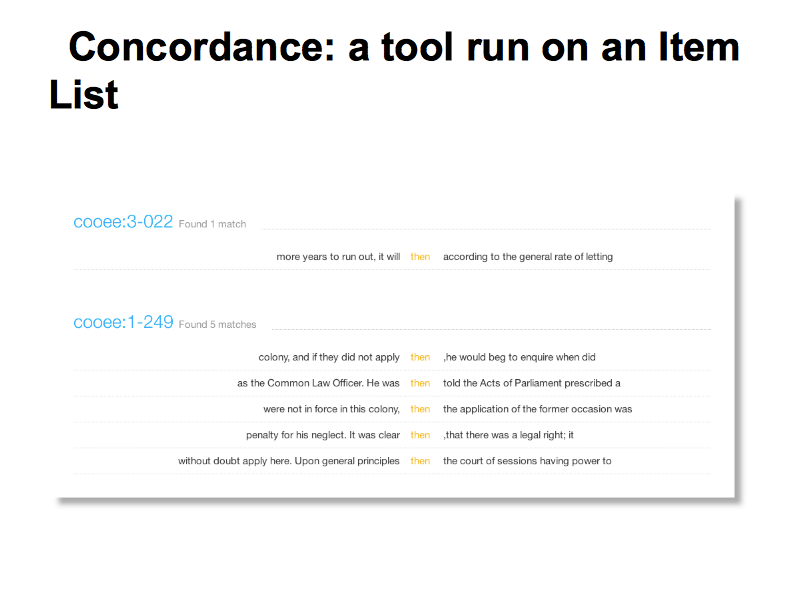 Concordance: a tool run on an Item
List
cooee:3-022 Found 1 match
more years to run out, it will then according to the general rate of letting
cooee:1-249 Found 5 matches
colony, and if they did not apply then ,he would beg to enquire when did
as the Common Law Officer. He was then told the Acts of Parliament prescribed a
were not in force in this colony, then the application of the former occasion was
penalty for his neglect. It was clear then ,that there was a legal right; it
without doubt apply here. Upon general principles then the court of sessions having power to